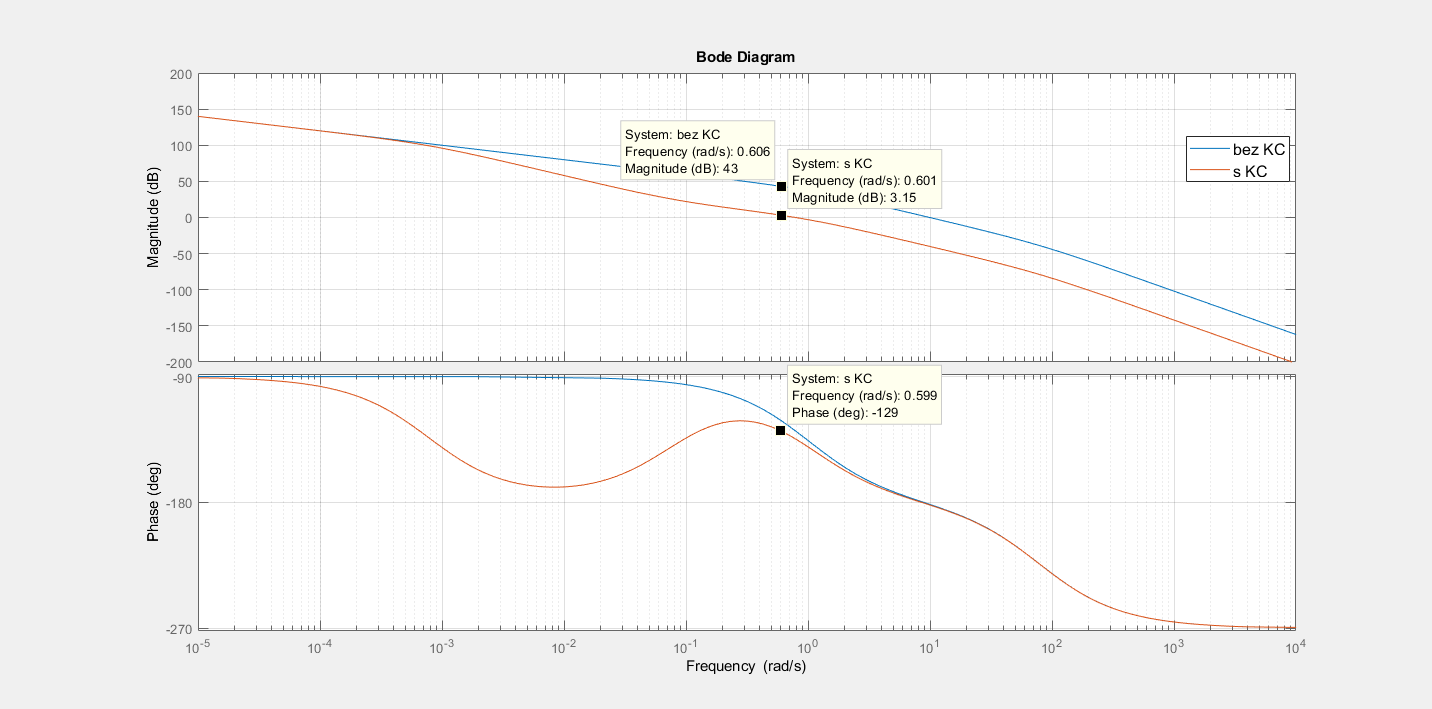 Bode Diagram
200
150
100
50
0
-50
-100
-150
-200
Magnitude (dB)
System: bez KC
Frequency (rad/s): 0.606
Magnitude (dB): 43
System: s KC
Frequency (rad/s): 0.601
Magnitude (dB): 3.15
bez KC
s KC
-90
-180
-270
Phase (deg)
System: s KC
Frequency (rad/s): 0.599
Phase (deg): -129
10^-5
10^-4
10^-3
10^-2
10^-1
10^0
10^1
10^2
10^3
10^4
Frequency (rad/s)